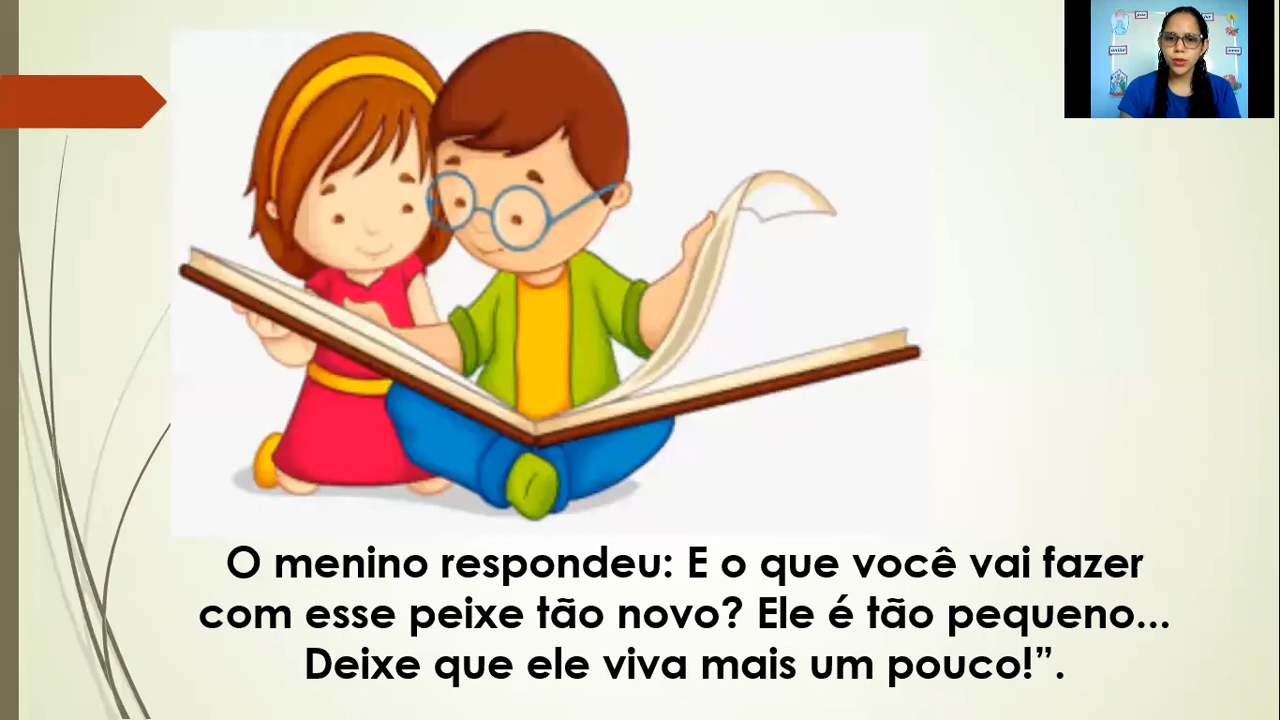 O menino respondeu: E o que você vai fazer
com esse peixe tão novo? Ele é tão pequeno...
Deixe que ele viva mais um pouco!”.